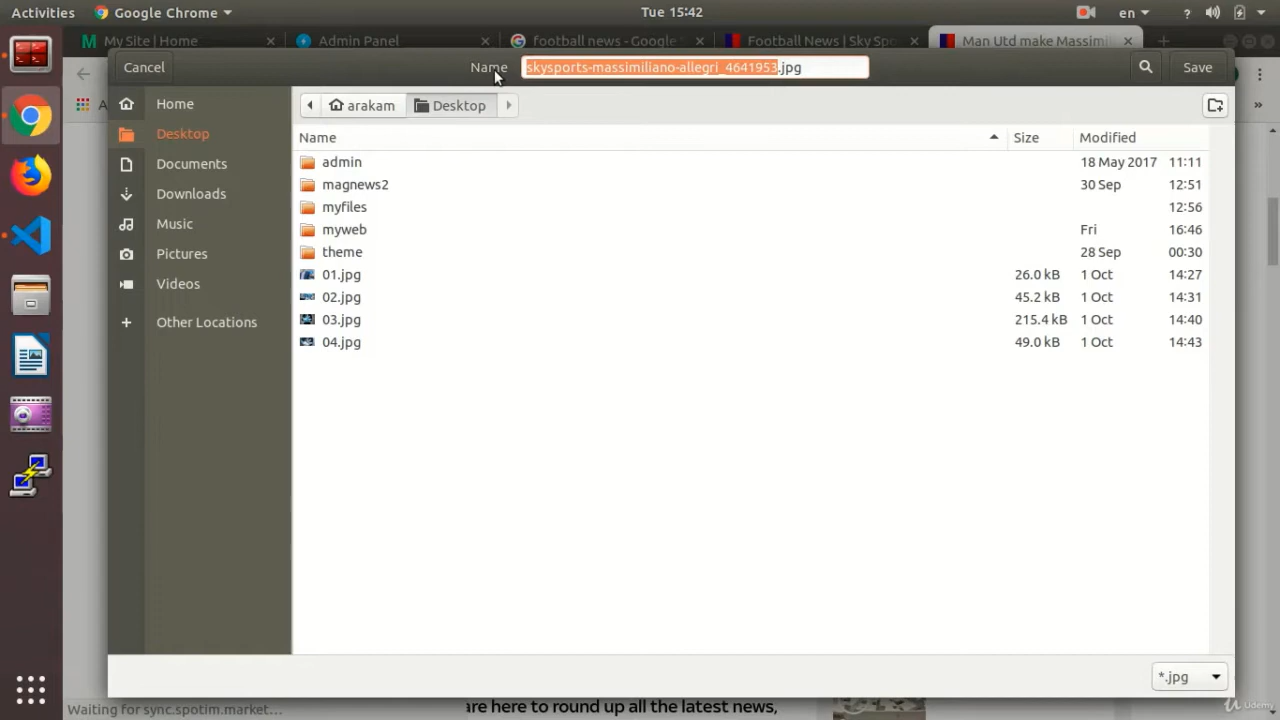 Activities Google Chrome Tue 15:42 en ?
My Site | Home Admin Panel football news - Google Football News | Sky Spo Man Utd make Massimi
Cancel Name skysports-massimiliano-allegri_4641953.jpg Save
Home
Desktop
Documents
Downloads
Music
Pictures
Videos
Other Locations
arakam Desktop
Name Size Modified
admin 18 May 2017 11:11
magnews2 30 Sep 12:51
myfiles 12:56
myweb Fri 16:46
theme 28 Sep 00:30
01.jpg 26.0 kB 1 Oct 14:27
02.jpg 45.2 kB 1 Oct 14:31
03.jpg 215.4 kB 1 Oct 14:40
04.jpg 49.0 kB 1 Oct 14:43
*.jpg
Waiting for sync.spotim.market...
are here to round up all the latest news,
Udemy